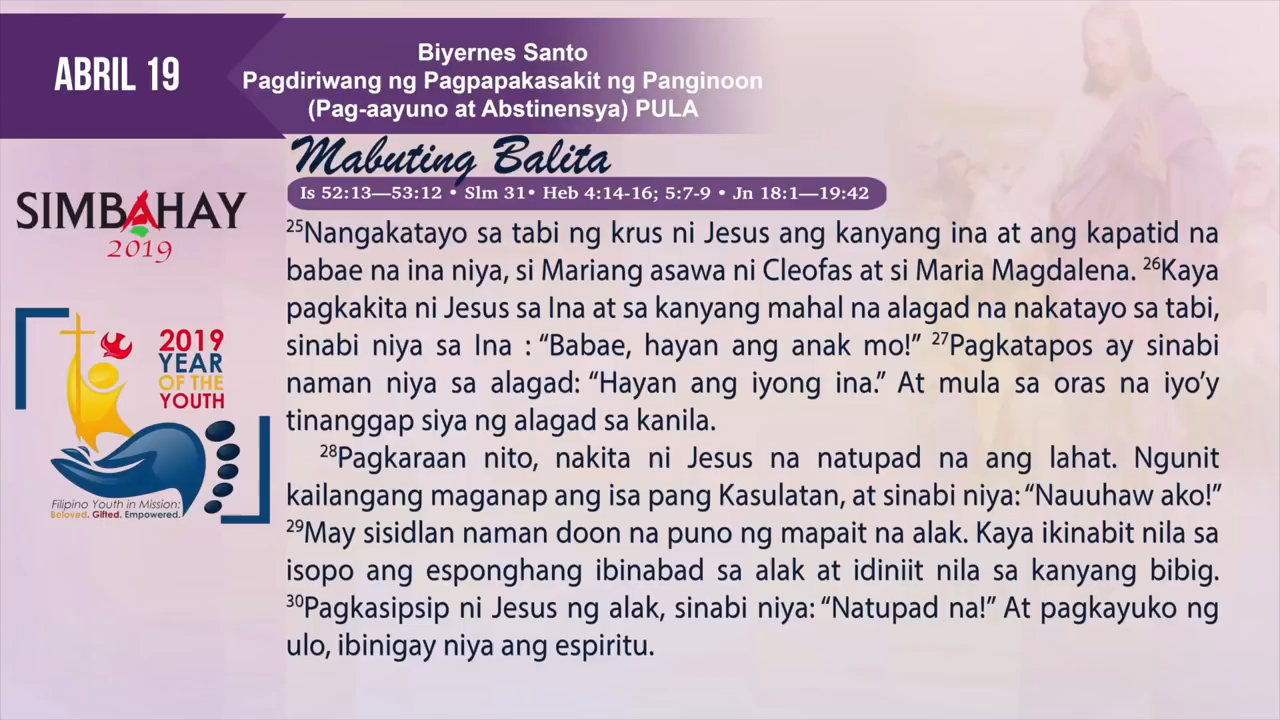 ABRIL 19
Biyernes Santo
Pagdiriwang ng Pagpapakasakit ng Panginoon
(Pag-aayuno at Abstinensya) PULA
Mabuting Balita
Is 52:13—53:12 • Slm 31• Heb 4:14-16; 5:7-9 • Jn 18:1—19:42
SIMBAHAY
2019
2019
YEAR
OF THE
YOUTH
Filipino Youth in Mission:
Beloved. Gifted. Empowered.
25Nangakatayo sa tabi ng krus ni Jesus ang kanyang ina at ang kapatid na
babae na ina niya, si Mariang asawa ni Cleofas at si Maria Magdalena. 26Kaya
pagkakita ni Jesus sa Ina at sa kanyang mahal na alagad na nakatayo sa tabi,
sinabi niya sa Ina : “Babae, hayan ang anak mo!” 27Pagkatapos ay sinabi
naman niya sa alagad: “Hayan ang iyong ina.” At mula sa oras na iyo’y
tinanggap siya ng alagad sa kanila.
28Pagkaraan nito, nakita ni Jesus na natupad na ang lahat. Ngunit
kailangang maganap ang isa pang Kasulatan, at sinabi niya: “Nauuhaw ako!”
29May sisidlan naman doon na puno ng mapait na alak. Kaya ikinabit nila sa
isopo ang esponghang ibinabad sa alak at idiniit nila sa kanyang bibig.
30Pagkasipsip ni Jesus ng alak, sinabi niya: “Natupad na!” At pagkayuko ng
ulo, ibinigay niya ang espiritu.